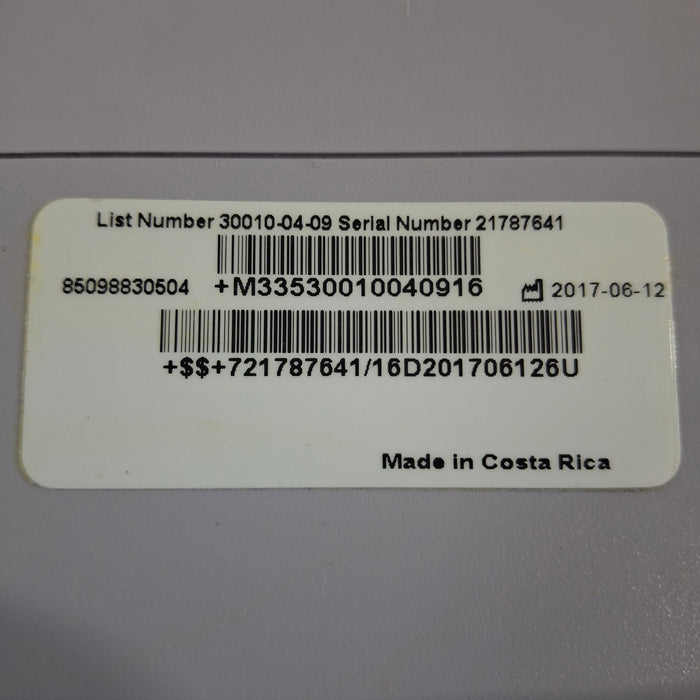 List Number 30010-04-09 Serial Number 21787641
85098830504 +M33530010040916 2017-06-12
+$$+721787641/16D201706126U
Made in Costa Rica